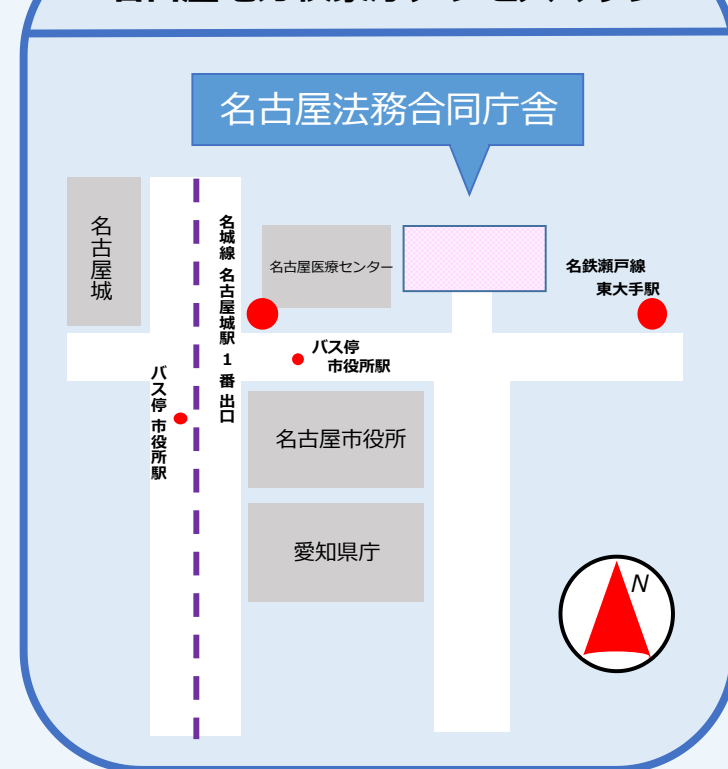 名古屋法務合同庁舎
名古屋城
名城線 名古屋城駅 1 番 出口
名古屋医療センター
名鉄瀬戸線
東大手駅
バス停
市役所駅
バス停 市役所駅
名古屋市役所
愛知県庁
N